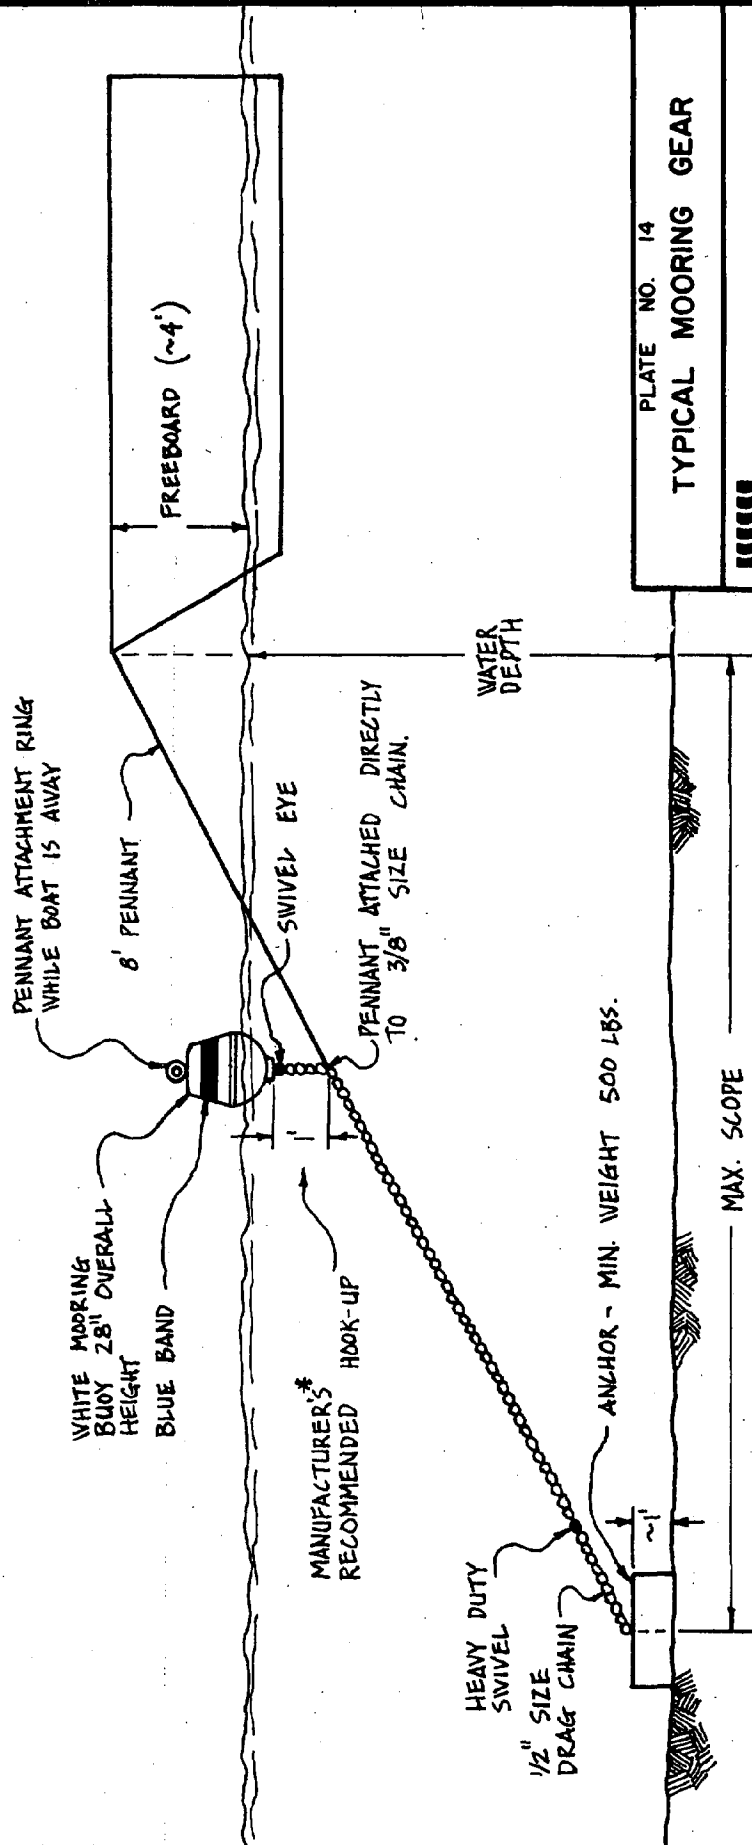 PENNANT ATTACHMENT RING
WHILE BOAT IS AWAY
WHITE MOORING
BUOY 28" OVERALL
HEIGHT
BLUE BAND
8' PENNANT
FREEBOARD (~4')
SWIVEL EYE
1'
MANUFACTURER'S*
RECOMMENDED HOOK-UP
PENNANT ATTACHED DIRECTLY
TO 3/8" SIZE CHAIN.
WATER
DEPTH
HEAVY DUTY
SWIVEL
1/2" SIZE
DRAG CHAIN
ANCHOR - MIN. WEIGHT 500 LBS.
~1'
MAX. SCOPE
PLATE NO. 14
TYPICAL MOORING GEAR